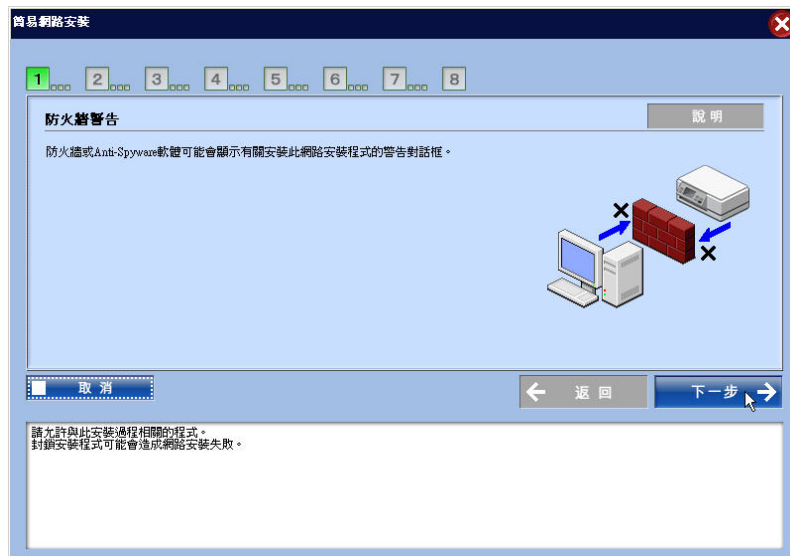 簡易網路安裝
1 2 3 4 5 6 7 8
防火牆警告
說明
防火牆或Anti-Spyware軟體可能會顯示有關安裝此網路安裝程式的警告對話框。
取消
返回
下一步
請允許與此安裝過程相關的程式。
封鎖安裝程式可能會造成網路安裝失敗。